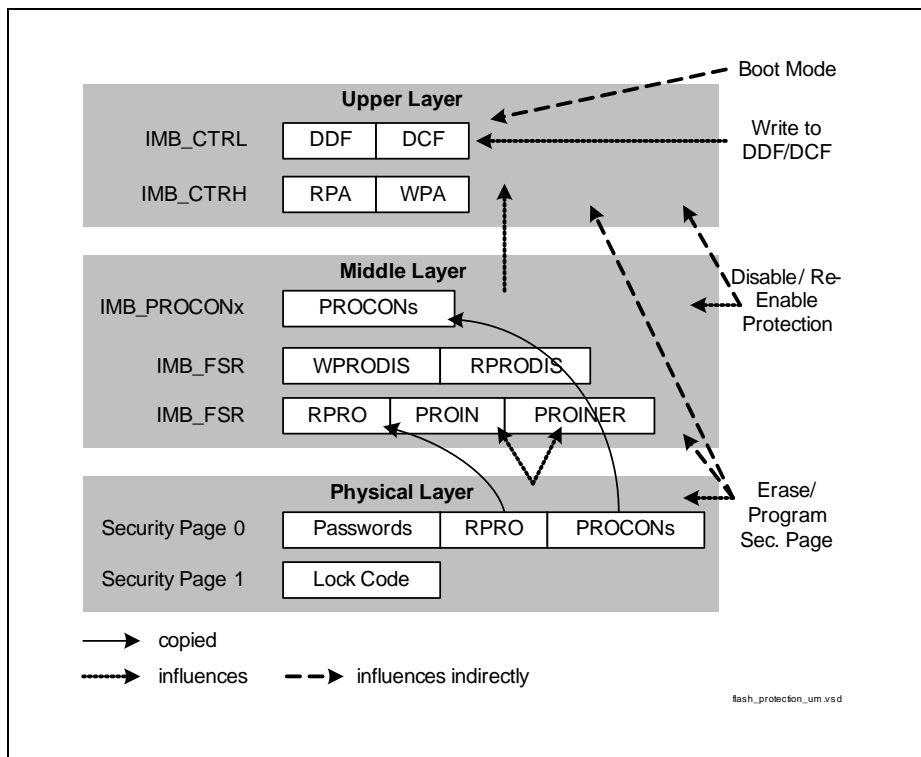 Boot Mode
Upper Layer
IMB_CTRL DDF DCF
Write to
DDF/DCF
IMB_CTRH RPA WPA
Middle Layer
Disable/ Re-
Enable
Protection
IMB_PROCONx PROCONs
IMB_FSR WPRODIS RPRODIS
IMB_FSR RPRO PROIN PROINER
Physical Layer
Erase/
Program
Sec. Page
Security Page 0 Passwords RPRO PROCONs
Security Page 1 Lock Code
copied
influences influences indirectly
flash_protection_um.vsd